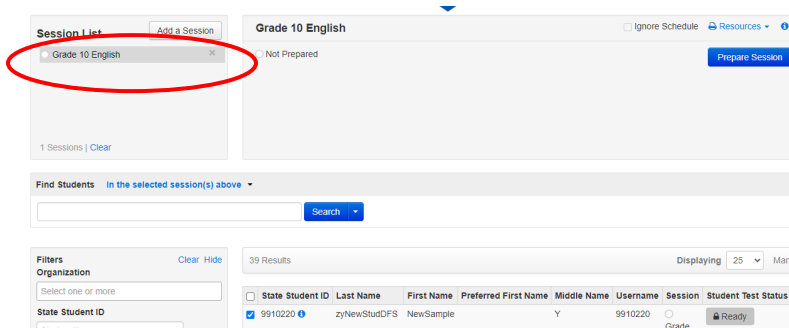 Session List
Add a Session
Grade 10 English ×
1 Sessions | Clear
Grade 10 English
Ignore Schedule Resources
Not Prepared
Prepare Session
Find Students In the selected session(s) above
Search
Filters Clear Hide
Organization
Select one or more
State Student ID
39 Results Displaying 25
State Student ID Last Name First Name Preferred First Name Middle Name Username Session Student Test Status
9910220 zyNewStudDFS NewSample Y 9910220 Ready
Grade